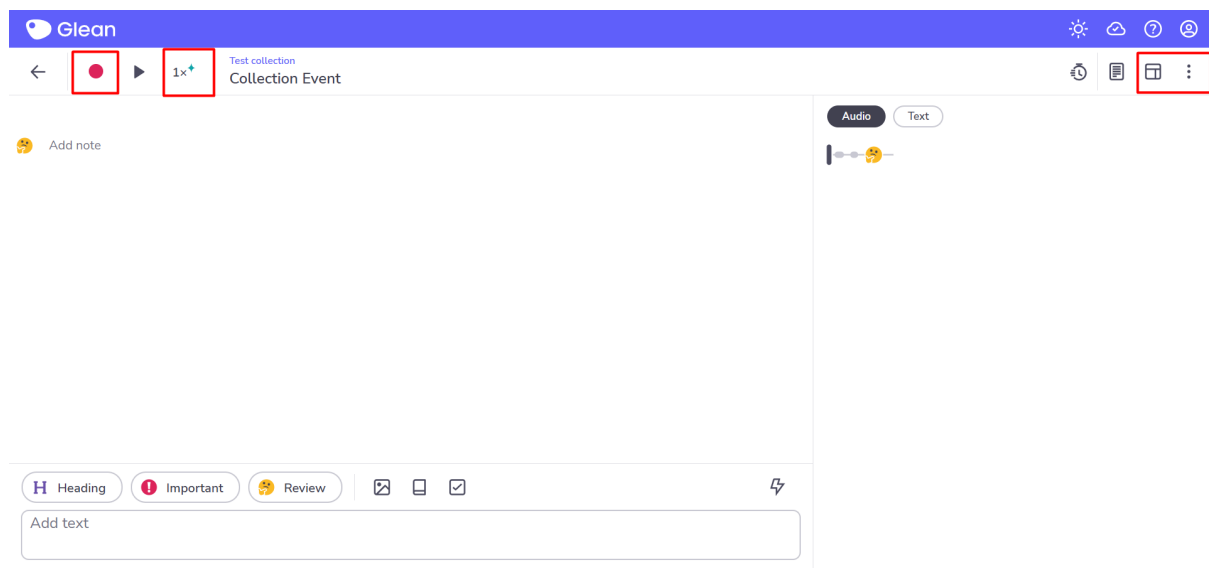 Glean
1×
Test collection
Collection Event
Audio Text
Add note
H Heading Important Review
Add text